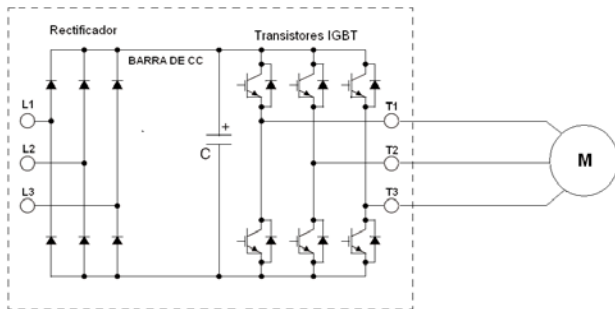 Rectificador
Transistores IGBT
BARRA DE CC
L1
T1
+
C
L2
T2
M
L3
T3